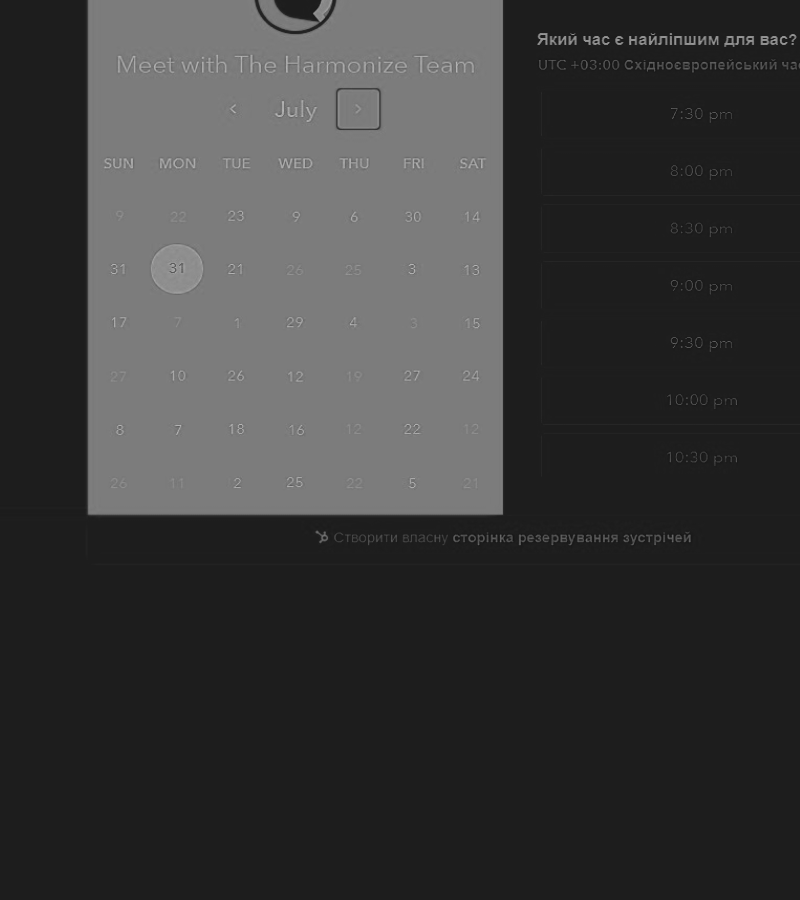 Meet with The Harmonize Team
July
SUN MON TUE WED THU FRI SAT
9 22 23 9 6 30 14
31 31 21 26 25 3 13
17 7 1 29 4 3 15
27 10 26 12 19 27 24
8 7 18 16 12 22 12
26 11 2 25 22 5 21
Який час є найліпшим для вас?
UTC +03:00 Східноєвропейський час
7:30 pm
8:00 pm
8:30 pm
9:00 pm
9:30 pm
10:00 pm
10:30 pm
Створити власну сторінка резервування зустрічей